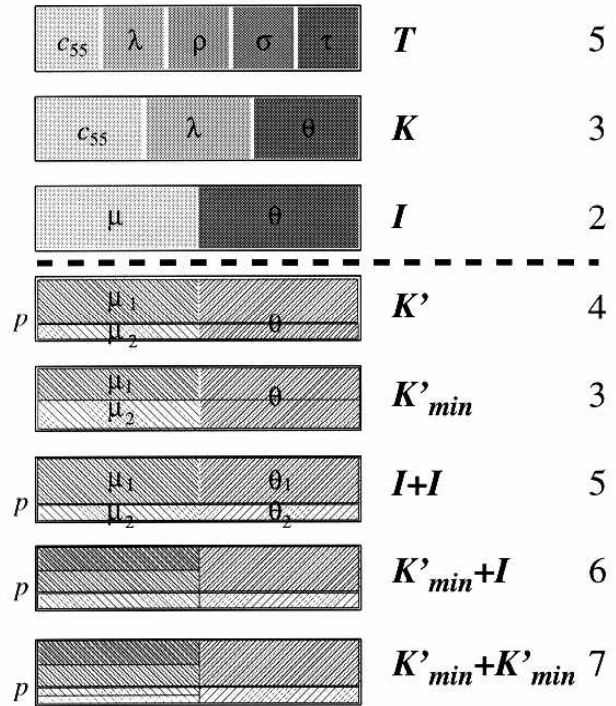 c55 λ ρ σ τ T 5
c55 λ θ K 3
μ θ I 2
p μ1 μ2 θ K' 4
μ1 μ2 θ K'min 3
p μ1 μ2 θ1 θ2 I+I 5
p K'min+I 6
p K'min+K'min 7